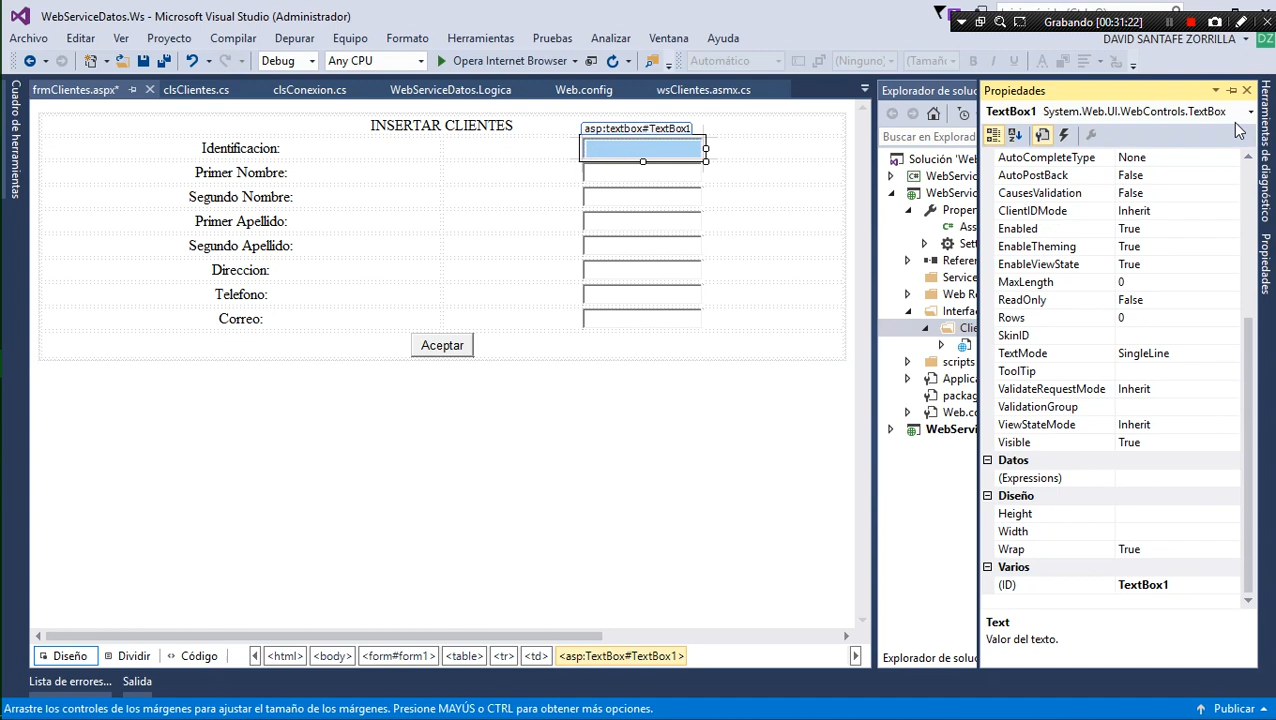 WebServiceDatos.Ws - Microsoft Visual Studio (Administrador)
Grabando [00:31:22]
Archivo Editar Ver Proyecto Compilar Depurar Equipo Formato Tabla Herramientas Pruebas Analizar Ventana Ayuda
DAVID SANTAFE ZORRILLA DZ
Debug Any CPU Opera Internet Browser Automático (Ninguno) (Tamañ
frmClientes.aspx* clsClientes.cs clsConexion.cs WebServiceDatos.Logica Web.config wsClientes.asmx.cs
Cuadro de herramientas
INSERTAR CLIENTES
asp:textbox#TextBox1
Identificacion:
Primer Nombre:
Segundo Nombre:
Primer Apellido:
Segundo Apellido:
Direccion:
Telefono:
Correo:
Aceptar
Diseño Dividir Código <html> <body> <form#form1> <table> <tr> <td> <asp:TextBox#TextBox1>
Explorador de solu
Buscar en Explorad
Solución 'Web
WebServic
WebServic
Proper
Ass
Sett
Referen
Service
Web Re
Interfa
Clie
scripts
Applica
packag
Web.co
WebServi
Explorador de soluc
Propiedades
TextBox1 System.Web.UI.WebControls.TextBox
AutoCompleteType None
AutoPostBack False
CausesValidation False
ClientIDMode Inherit
Enabled True
EnableTheming True
EnableViewState True
MaxLength 0
ReadOnly False
Rows 0
SkinID
TextMode SingleLine
ToolTip
ValidateRequestMode Inherit
ValidationGroup
ViewStateMode Inherit
Visible True
Datos
(Expressions)
Diseño
Height
Width
Wrap True
Varios
(ID) TextBox1
Text
Valor del texto.
Herramientas de diagnóstico
Propiedades
Lista de errores... Salida
Arrastre los controles de los márgenes para ajustar el tamaño de los márgenes. Presione MAYÚS o CTRL para obtener más opciones.
Publicar